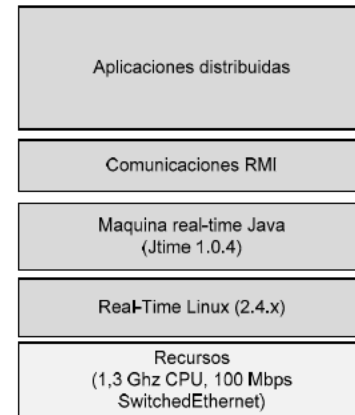 Aplicaciones distribuidas
Comunicaciones RMI
Maquina real-time Java
(Jtime 1.0.4)
Real-Time Linux (2.4.x)
Recursos
(1,3 Ghz CPU, 100 Mbps
SwitchedEthernet)